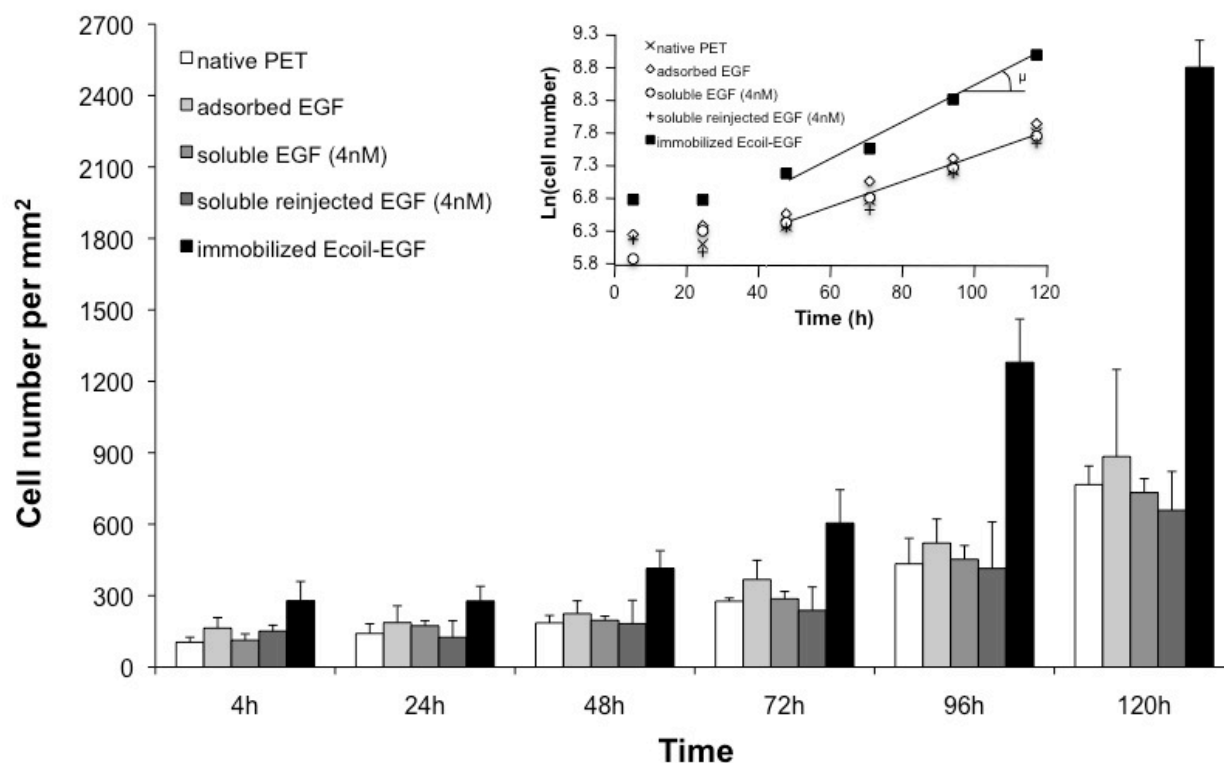 2700
2400
2100
1800
1500
1200
900
600
300
0
Cell number per mm²
native PET
adsorbed EGF
soluble EGF (4nM)
soluble reinjected EGF (4nM)
immobilized Ecoil-EGF
9.3
8.8
8.3
7.8
7.3
6.8
6.3
5.8
Ln(cell number)
native PET
adsorbed EGF
soluble EGF (4nM)
soluble reinjected EGF (4nM)
immobilized Ecoil-EGF
μ
0 20 40 60 80 100 120
Time (h)
4h 24h 48h 72h 96h 120h
Time